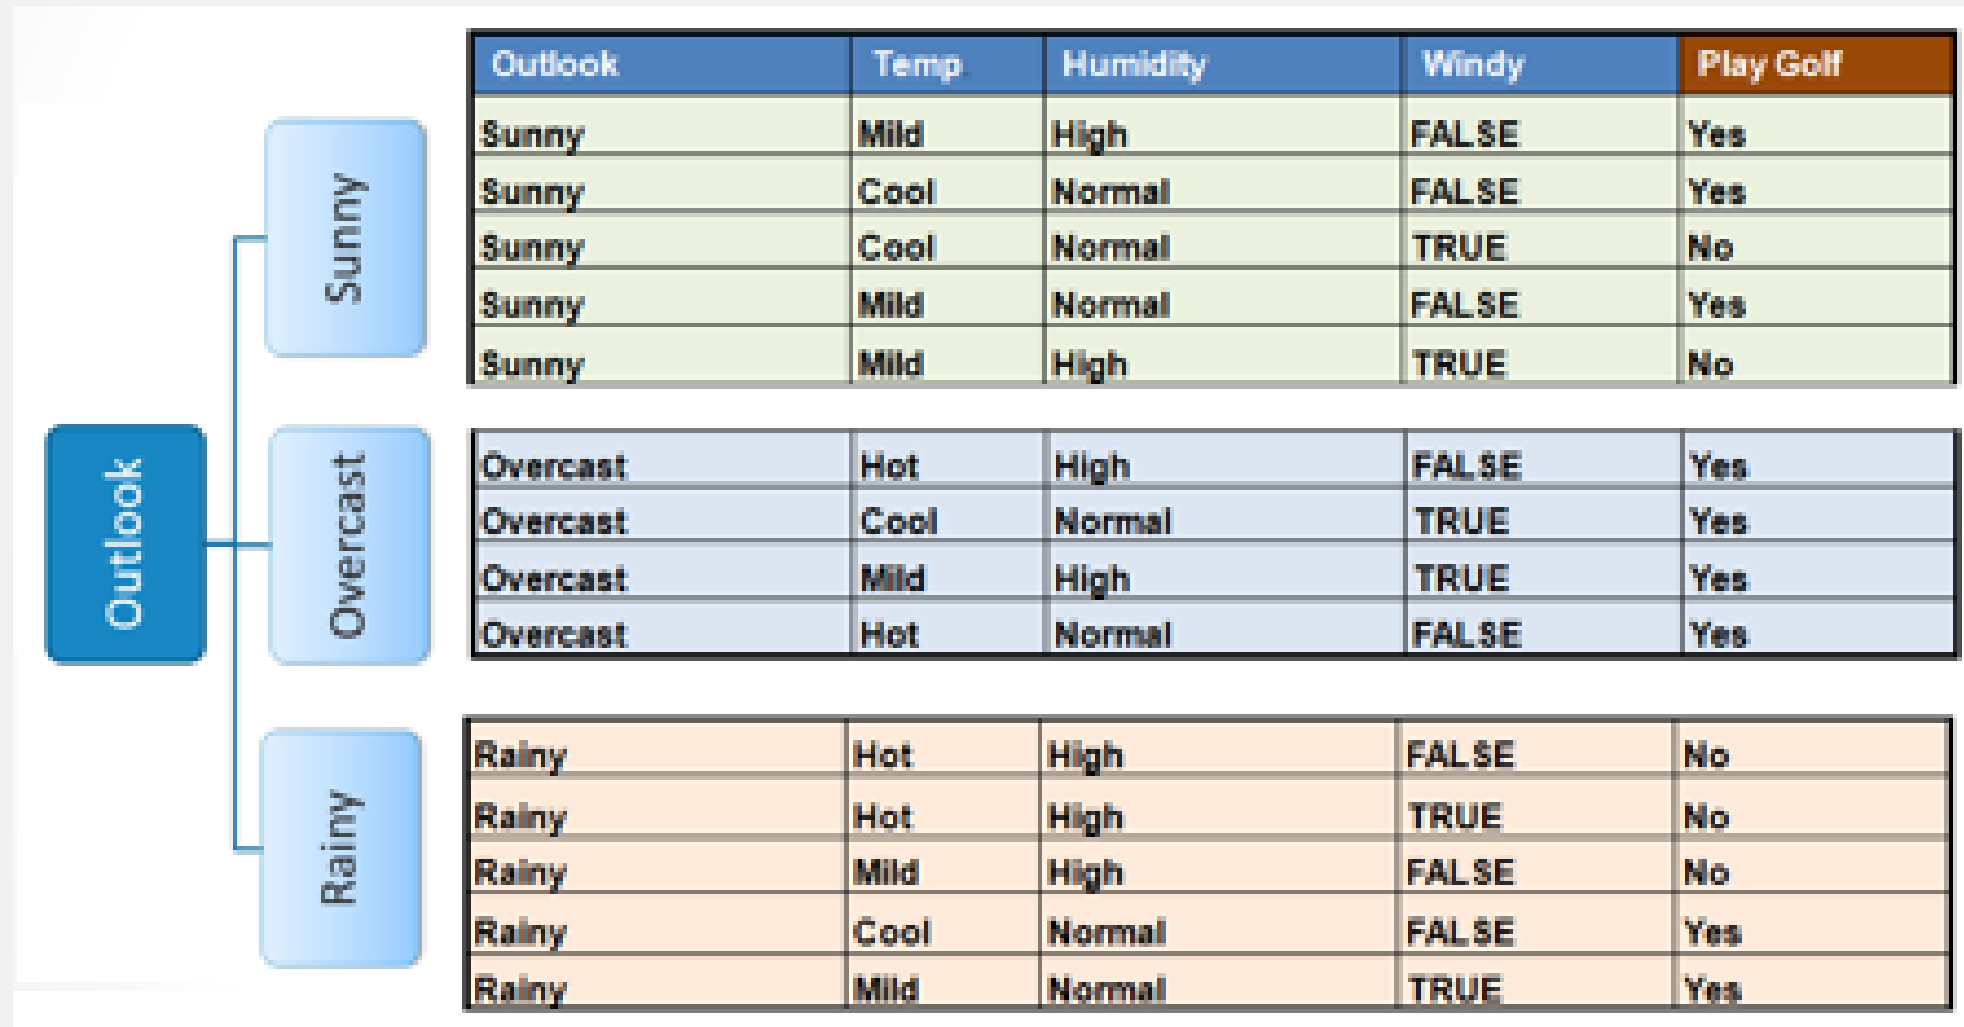 Outlook Temp Humidity Windy Play Golf
Sunny
Sunny Mild High FALSE Yes
Sunny Cool Normal FALSE Yes
Sunny Cool Normal TRUE No
Sunny Mild Normal FALSE Yes
Sunny Mild High TRUE No
Outlook
Overcast
Overcast Hot High FALSE Yes
Overcast Cool Normal TRUE Yes
Overcast Mild High TRUE Yes
Overcast Hot Normal FALSE Yes
Rainy
Rainy Hot High FALSE No
Rainy Hot High TRUE No
Rainy Mild High FALSE No
Rainy Cool Normal FALSE Yes
Rainy Mild Normal TRUE Yes